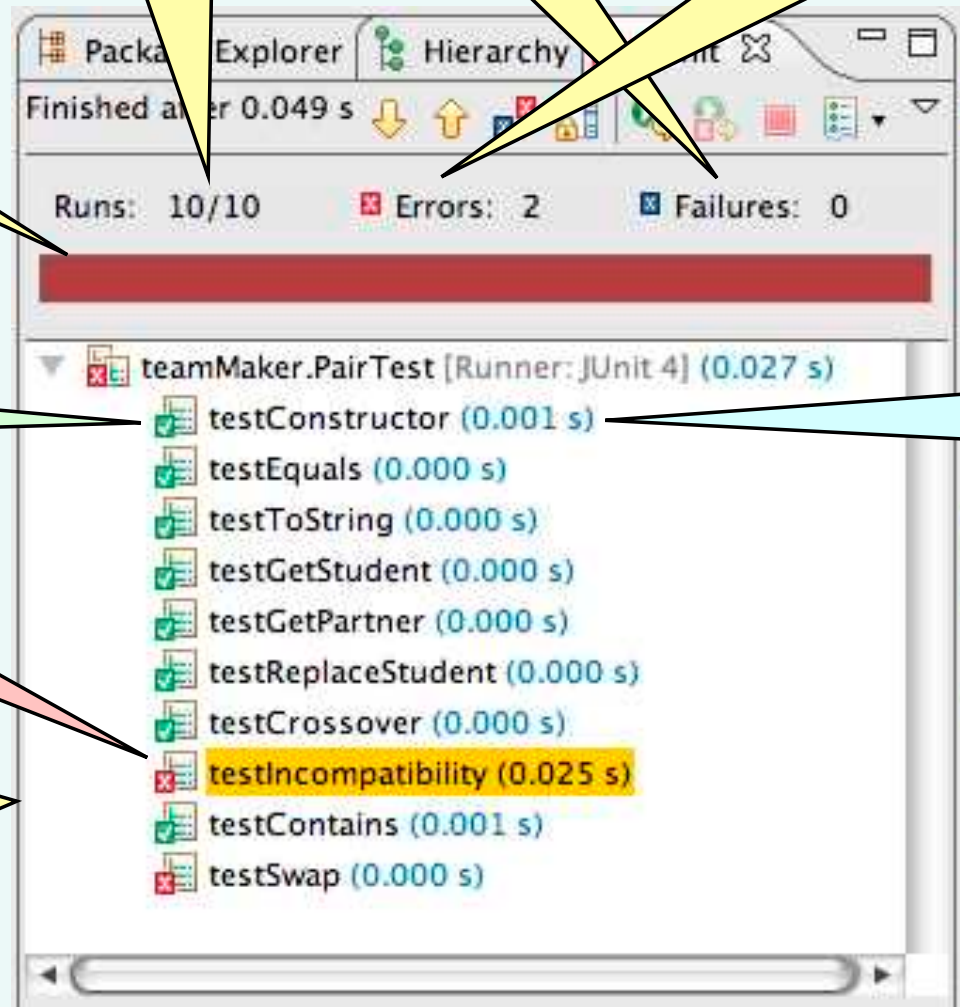 Explorer Hierarchy
Finished after 0.049 s
Runs: 10/10 Errors: 2 Failures: 0
teamMaker.PairTest [Runner: JUnit 4] (0.027 s)
testConstructor (0.001 s)
testEquals (0.000 s)
testToString (0.000 s)
testGetStudent (0.000 s)
testGetPartner (0.000 s)
testReplaceStudent (0.000 s)
testCrossover (0.000 s)
testIncompatibility (0.025 s)
testContains (0.001 s)
testSwap (0.000 s)